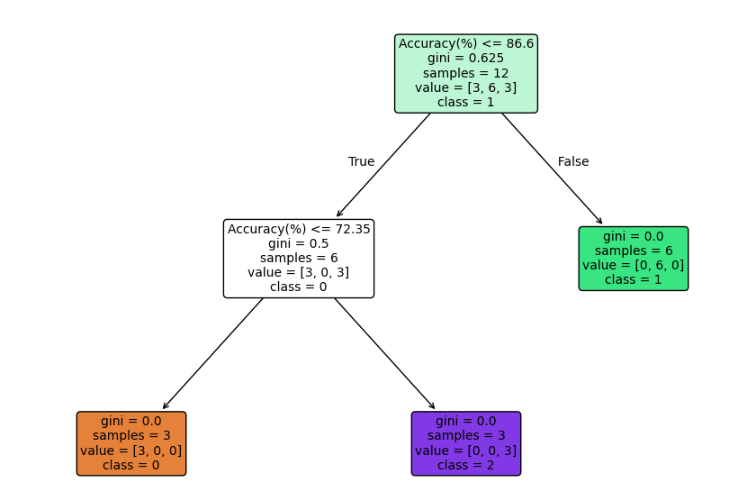 Accuracy(%) <= 86.6
gini = 0.625
samples = 12
value = [3, 6, 3]
class = 1
True
False
Accuracy(%) <= 72.35
gini = 0.5
samples = 6
value = [3, 0, 3]
class = 0
gini = 0.0
samples = 6
value = [0, 6, 0]
class = 1
gini = 0.0
samples = 3
value = [3, 0, 0]
class = 0
gini = 0.0
samples = 3
value = [0, 0, 3]
class = 2